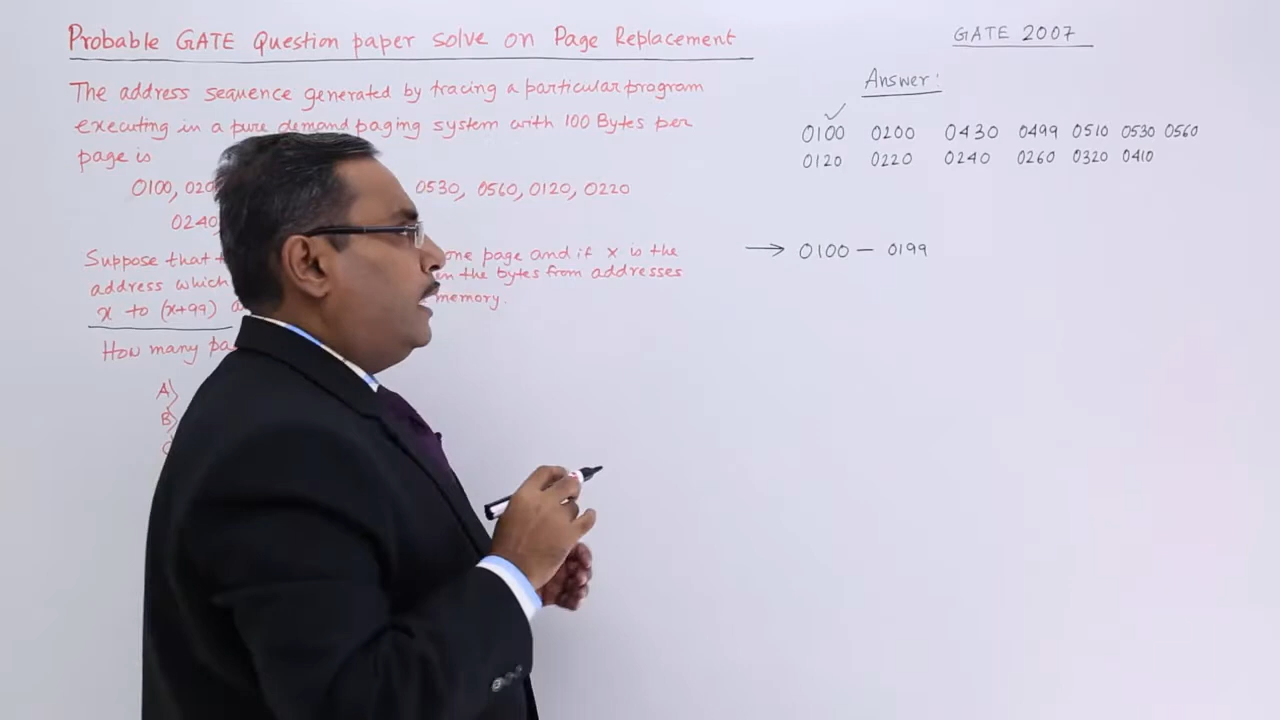 Probable GATE Question paper solve on Page Replacement
GATE 2007
The address sequence generated by tracing a particular program
executing in a pure demand paging system with 100 Bytes per
page is
0100, 020 0530, 0560, 0120, 0220
0240,
Suppose that one page and if x is the
address which the bytes from addresses
x to (x+99) memory.
How many pa
A)
B)
Answer:
0100 0200 0430 0499 0510 0530 0560
0120 0220 0240 0260 0320 0410
→ 0100 — 0199